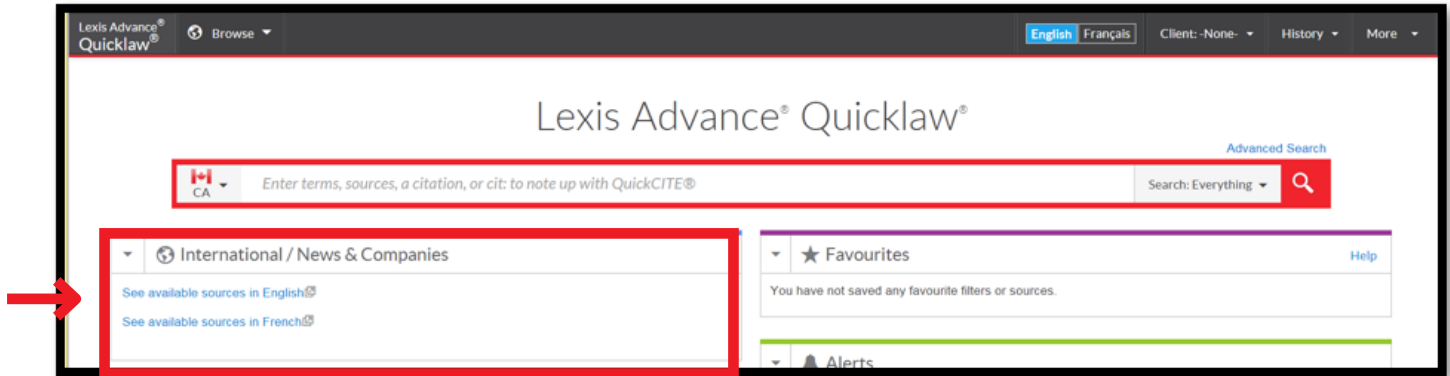 Lexis Advance®
Quicklaw®
Browse
English Français
Client: -None-
History
More
Lexis Advance® Quicklaw®
Advanced Search
CA
Enter terms, sources, a citation, or cit: to note up with QuickCITE®
Search: Everything
International / News & Companies
See available sources in English
See available sources in French
Favourites
Help
You have not saved any favourite filters or sources.
Alerts